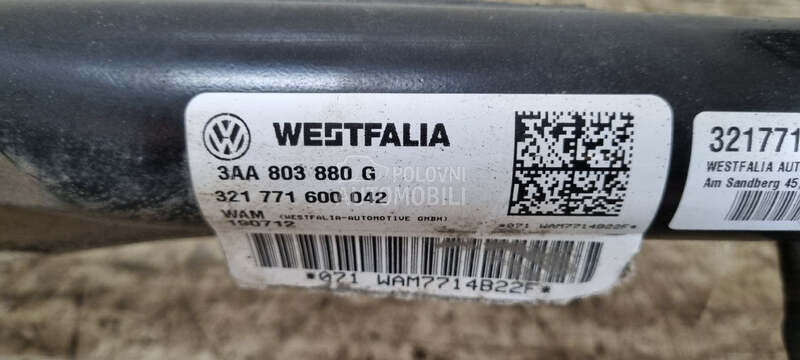 WESTFALIA
3AA 803 880 G
321 771 600 042
WAM (WESTFALIA-AUTOMOTIVE GMBH)
190712
*071 WAM7714B22F*
*071 WAM7714B22F*
POLOVNI
AUTOMOBILI
321771
WESTFALIA AUT
Am Sandberg 45,